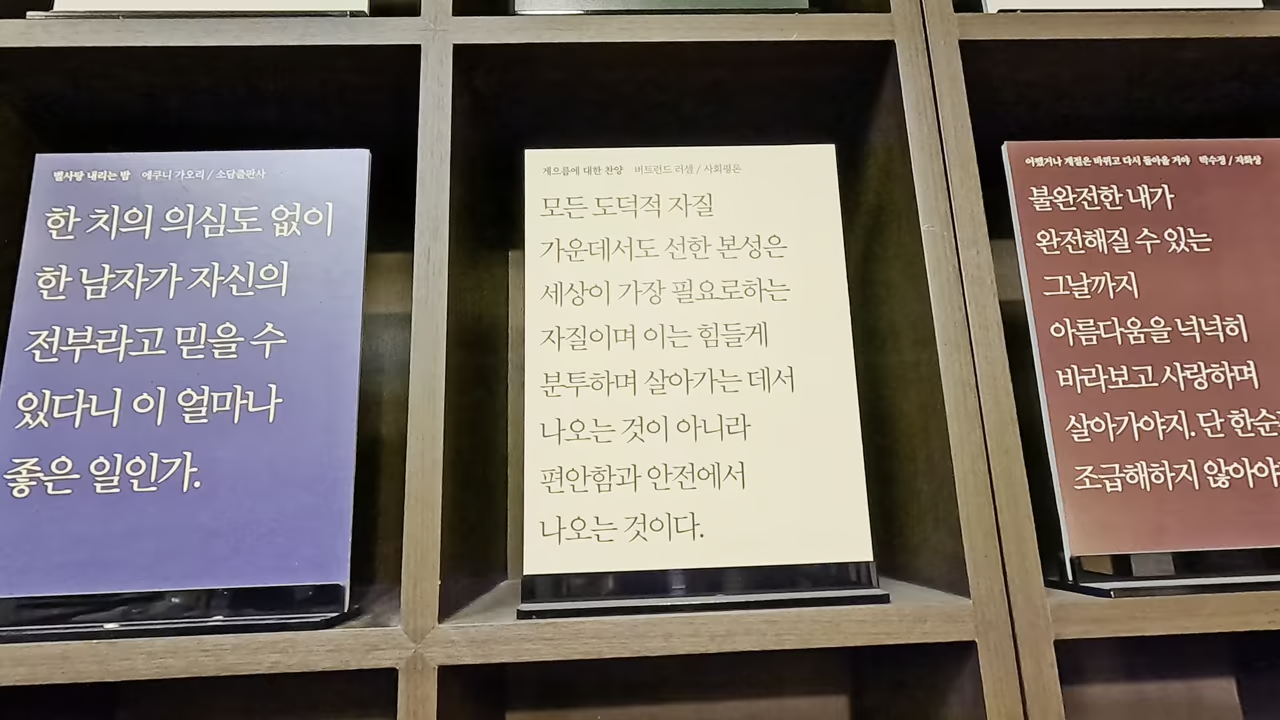 별사탕 내리는 밤 에쿠니 가오리 / 소담출판사
한 치의 의심도 없이
한 남자가 자신의
전부라고 믿을 수
있다니 이 얼마나
좋은 일인가.
게으름에 대한 찬양 버트런드 러셀 / 사회평론
모든 도덕적 자질
가운데서도 선한 본성은
세상이 가장 필요로하는
자질이며 이는 힘들게
분투하며 살아가는 데서
나오는 것이 아니라
편안함과 안전에서
나오는 것이다.
어쨌거나 계절은 바뀌고 다시 돌아올 거야 박수정 / 자화상
불완전한 내가
완전해질 수 있는
그날까지
아름다움을 넉넉히
바라보고 사랑하며
살아가야지. 단 한순
조급해하지 않아야